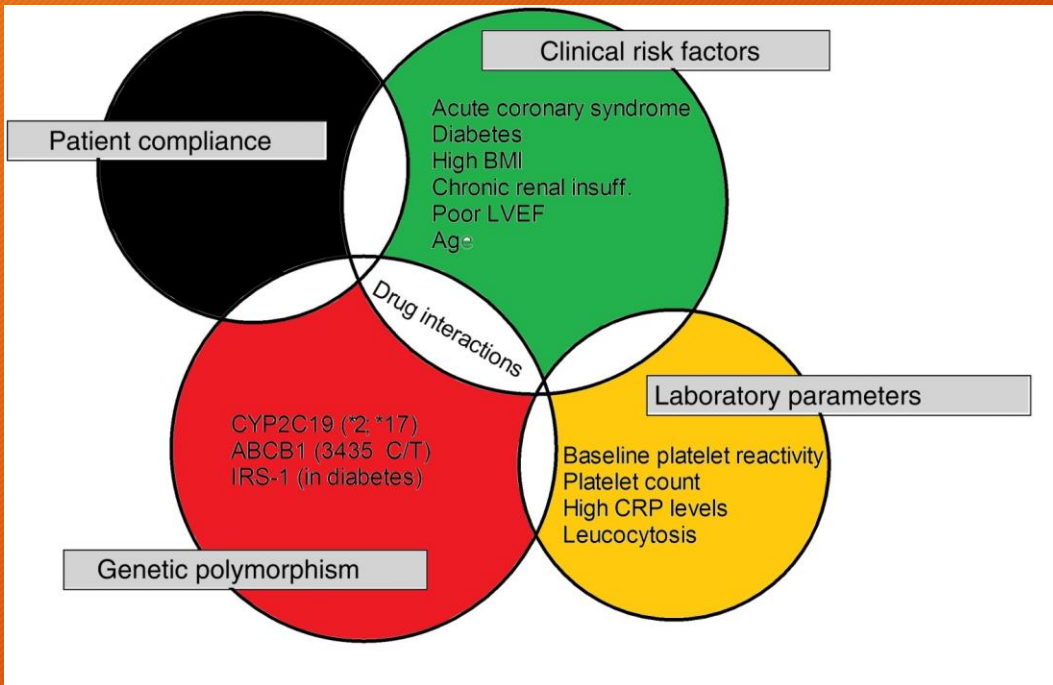 Clinical risk factors
Acute coronary syndrome
Diabetes
High BMI
Chronic renal insuff.
Poor LVEF
Age
Patient compliance
Drug interactions
Laboratory parameters
Baseline platelet reactivity
Platelet count
High CRP levels
Leucocytosis
CYP2C19 (*2; *17)
ABCB1 (3435 C/T)
IRS-1 (in diabetes)
Genetic polymorphism